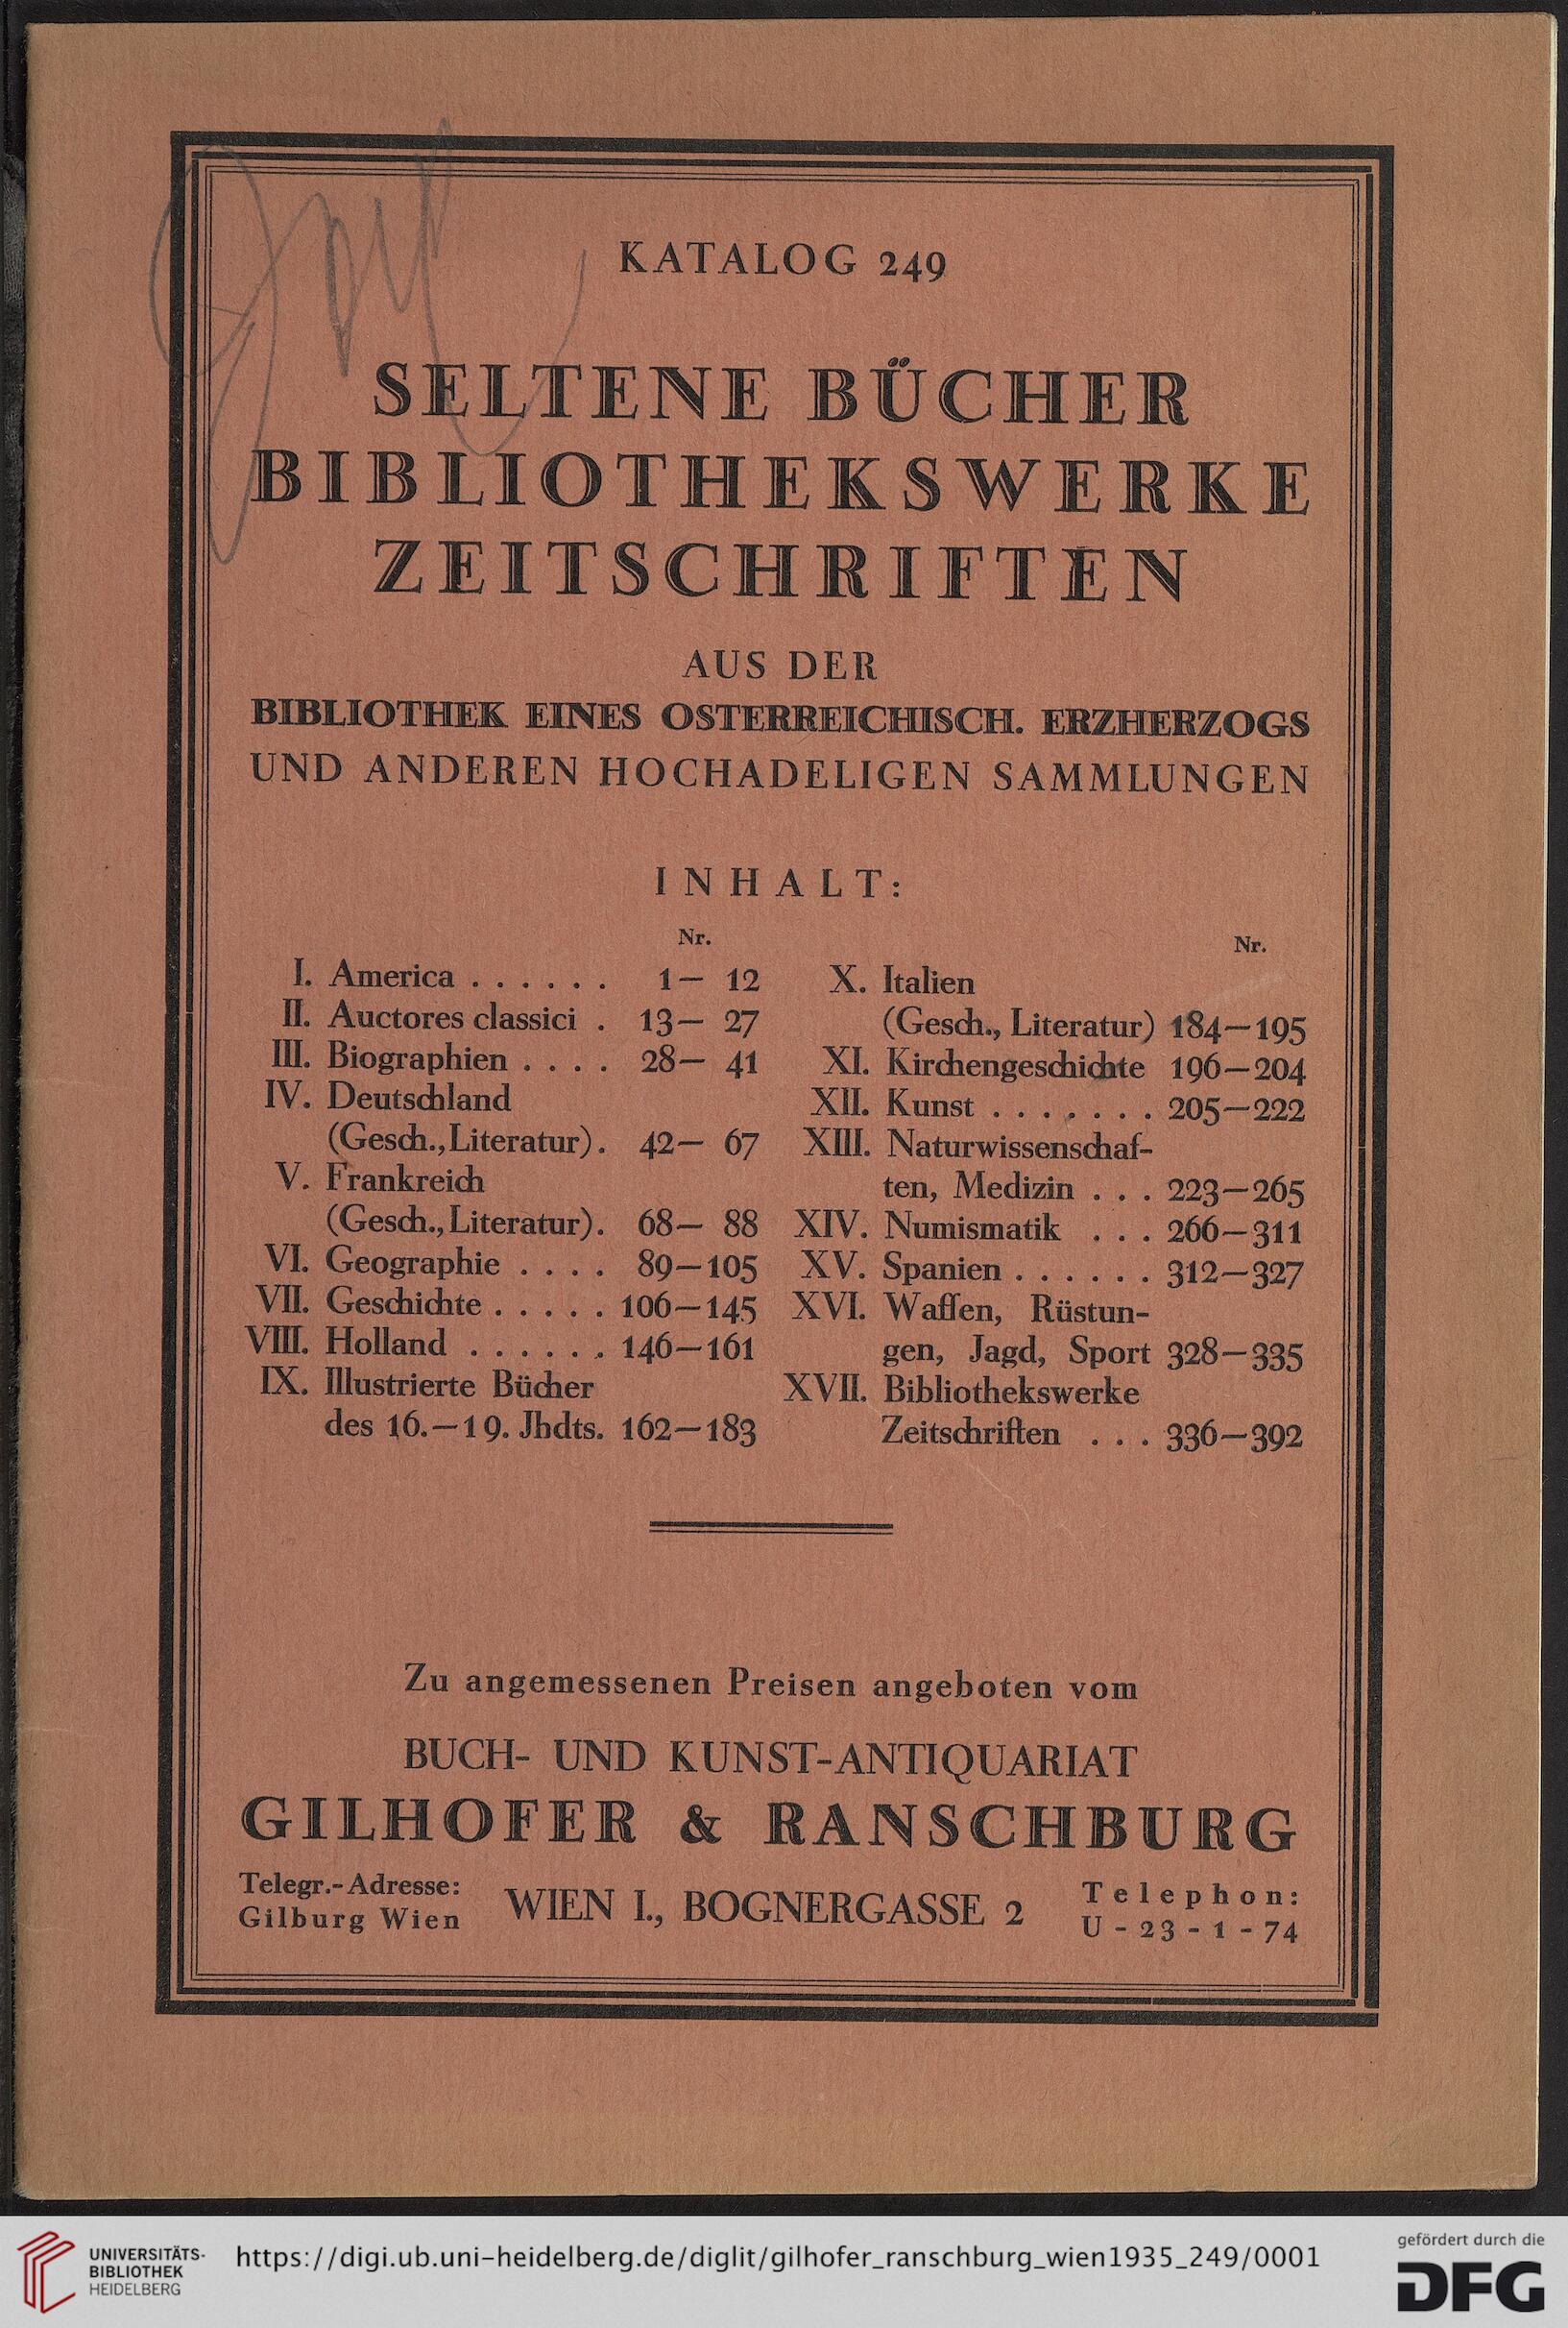 KATALOG 249
SELTENE BÜCHER
BIBLIOTHEKSWERKE
ZEITSCHRIFTEN
AUS DER
BIBLIOTHEK EINES OSTERREICHISCH. ERZHERZOGS
UND ANDEREN HOCHADELIGEN SAMMLUNGEN
INHALT:
Nr.
I. America . . . . . . 1— 12
II. Auctores classici . 13— 27
III. Biographien . . . . 28— 41
IV. Deutschland
(Gesch., Literatur) . 42— 67
V. Frankreich
(Gesch., Literatur) . 68— 88
VI. Geographie . . . . 89—105
VII. Geschichte . . . . . 106—145
VIII. Holland . . . . . . 146—161
IX. Illustrierte Bücher
des 16.—19. Jhdts. 162—183
Nr.
X. Italien
(Gesch., Literatur) 184—195
XI. Kirchengeschichte 196—204
XII. Kunst . . . . . . . 205—222
XIII. Naturwissenschaf-
ten, Medizin . . . 223—265
XIV. Numismatik . . . 266—311
XV. Spanien . . . . . . 312—327
XVI. Waffen, Rüstun-
gen, Jagd, Sport 328—335
XVII. Bibliothekswerke
Zeitschriften . . . 336—392
Zu angemessenen Preisen angeboten vom
BUCH- UND KUNST-ANTIQUARIAT
GILHOFER & RANSCHBURG
Telegr.-Adresse:
Gilburg Wien
WIEN I., BOGNERGASSE 2
Telephon:
U-23-1-74
UNIVERSITÄTS-
BIBLIOTHEK
HEIDELBERG
https://digi.ub.uni-heidelberg.de/diglit/gilhofer_ranschburg_wien1935_249/0001
gefördert durch die
DFG